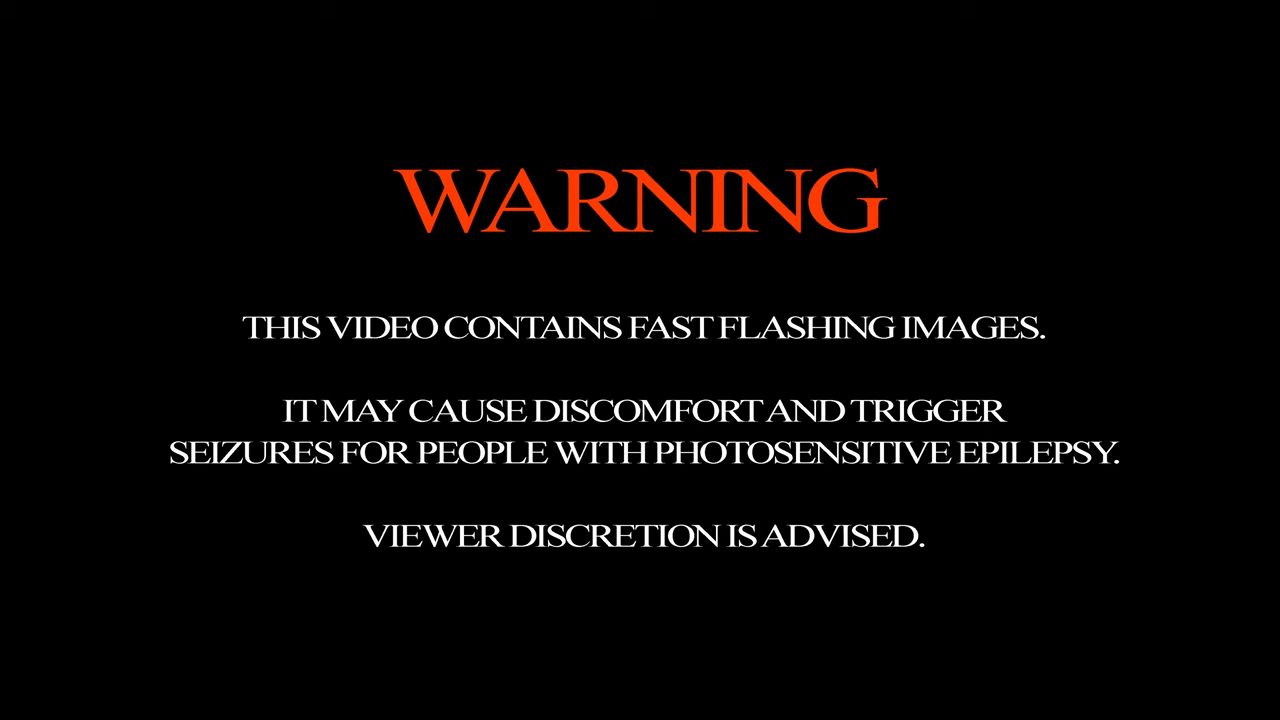 WARNING
THIS VIDEO CONTAINS FAST FLASHING IMAGES.
IT MAY CAUSE DISCOMFORT AND TRIGGER
SEIZURES FOR PEOPLE WITH PHOTOSENSITIVE EPILEPSY.
VIEWER DISCRETION IS ADVISED.